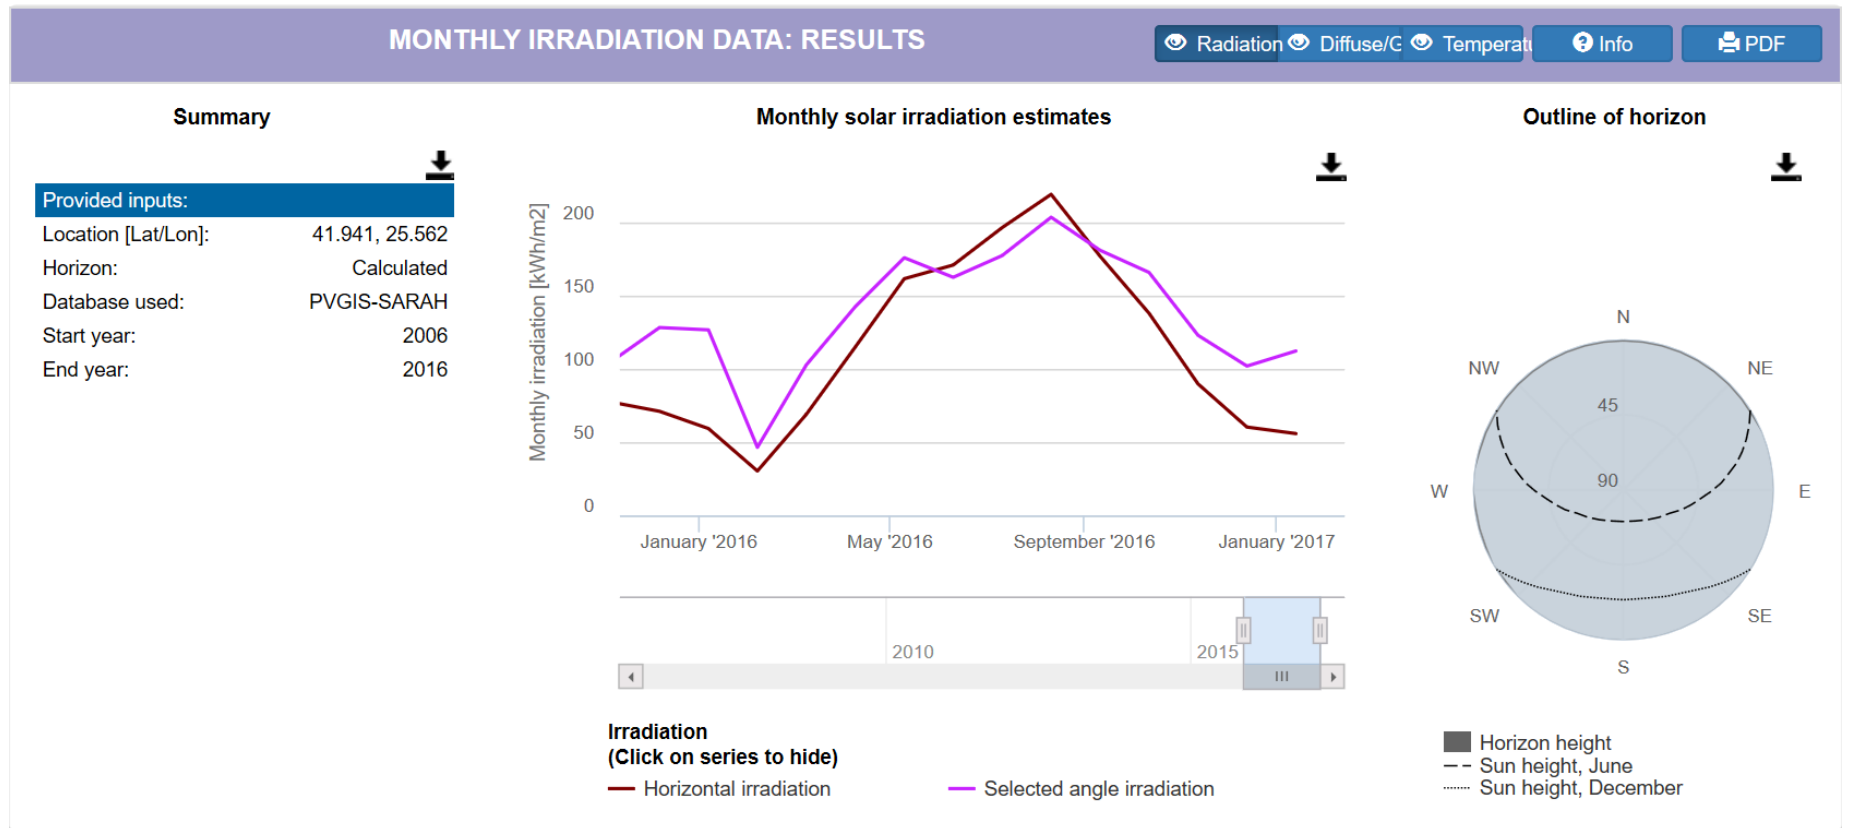 MONTHLY IRRADIATION DATA: RESULTS
Radiation
Diffuse/G
Temperatu
Info
PDF
Summary
Provided inputs:
Location [Lat/Lon]: 41.941, 25.562
Horizon: Calculated
Database used: PVGIS-SARAH
Start year: 2006
End year: 2016
Monthly solar irradiation estimates
Monthly irradiation [kWh/m2]
200
150
100
50
0
January '2016
May '2016
September '2016
January '2017
2010
2015
Irradiation
(Click on series to hide)
Horizontal irradiation
Selected angle irradiation
Outline of horizon
N
NW
NE
45
90
W
E
SW
SE
S
Horizon height
Sun height, June
Sun height, December